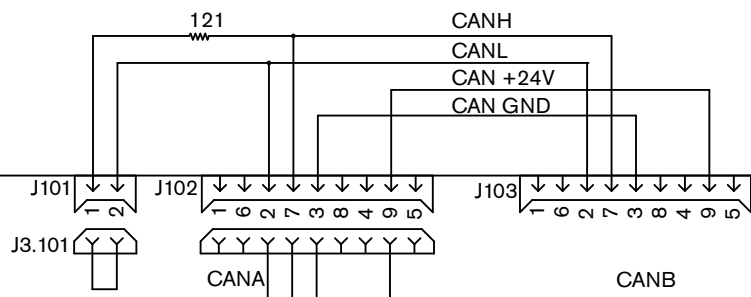 121
CANH
CANL
CAN +24V
CAN GND
J101
1 2
J102
1 6 2 7 3 8 4 9 5
J103
1 6 2 7 3 8 4 9 5
J3.101
CANA
CANB